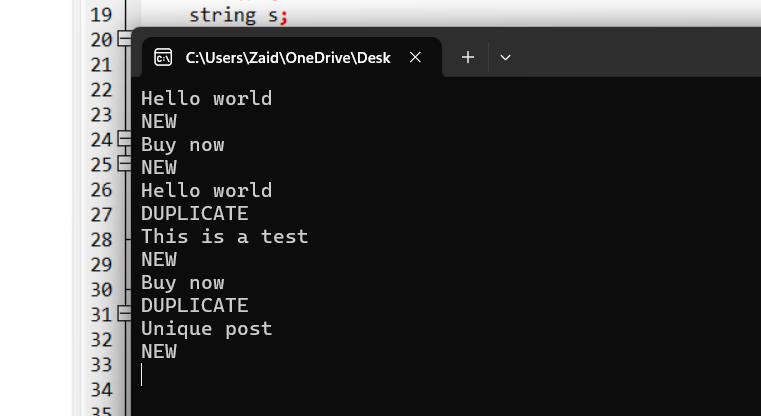 19 string s;
20
C:\Users\Zaid\OneDrive\Desk
21
22
Hello world
23
NEW
24
Buy now
25
NEW
26
Hello world
27
DUPLICATE
28
This is a test
29
NEW
30
Buy now
31
DUPLICATE
32
Unique post
33
NEW
34
35